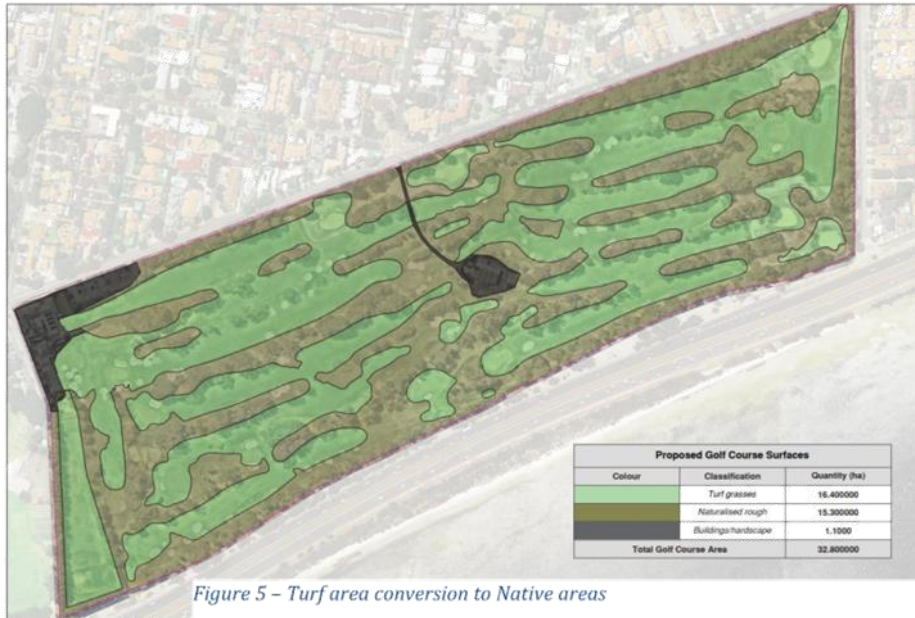 Proposed Golf Course Surfaces
Colour Classification Quantity (ha)
Turf grasses 16.400000
Naturalised rough 15.300000
Buildings/hardscape 1.1000
Total Golf Course Area 32.800000
Figure 5 – Turf area conversion to Native areas